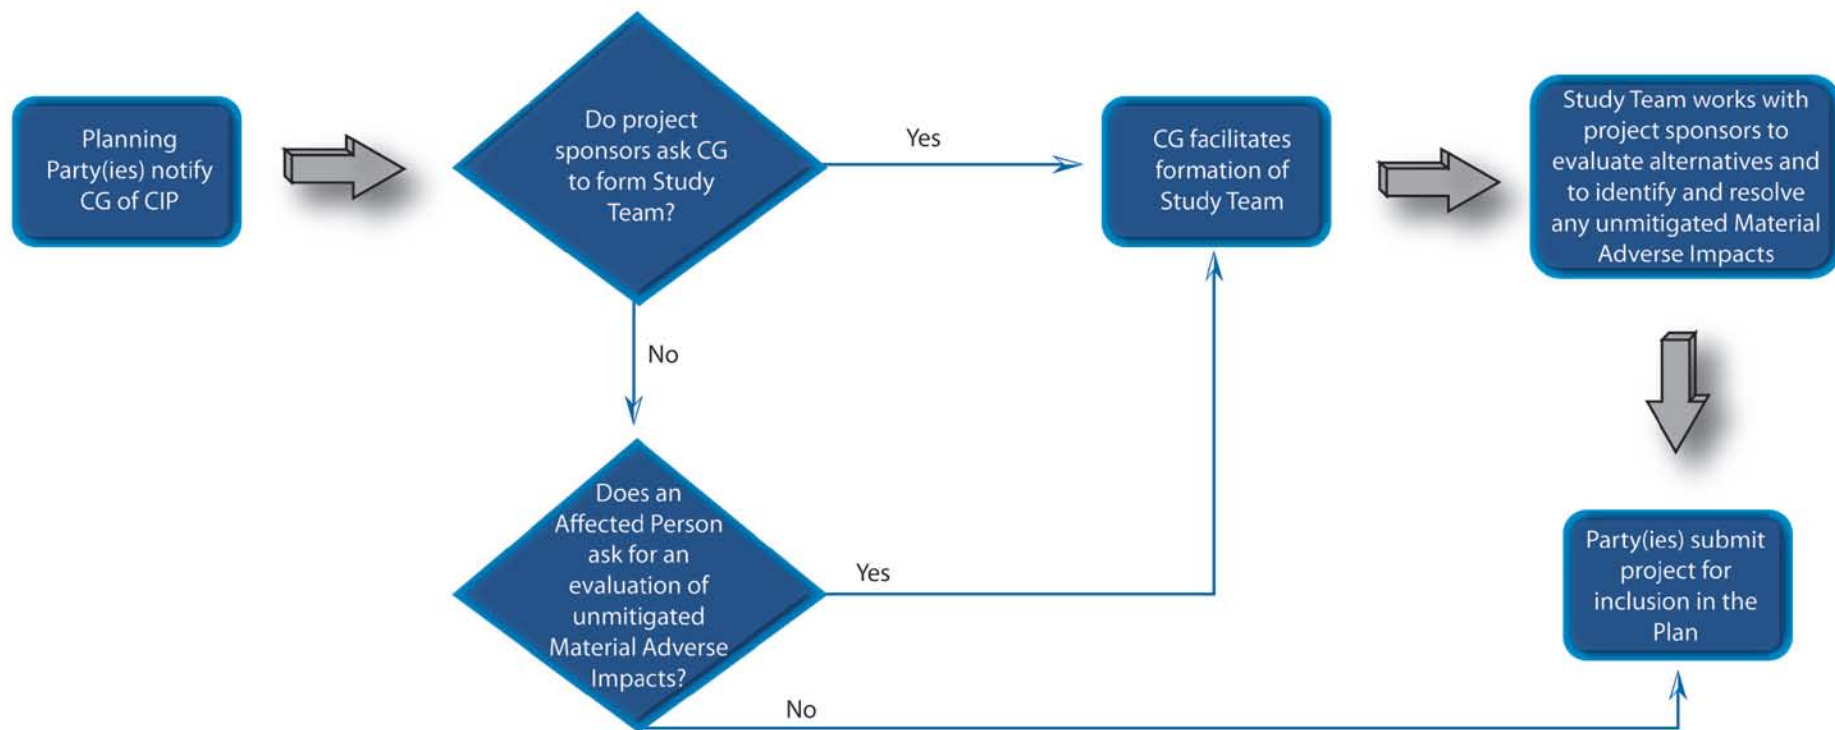 Planning
Party(ies) notify
CG of CIP
Do project
sponsors ask CG
to form Study
Team?
Yes
CG facilitates
formation of
Study Team
Study Team works with
project sponsors to
evaluate alternatives and
to identify and resolve
any unmitigated Material
Adverse Impacts
No
Does an
Affected Person
ask for an
evaluation of
unmitigated
Material Adverse
Impacts?
Yes
No
Party(ies) submit
project for
inclusion in the
Plan